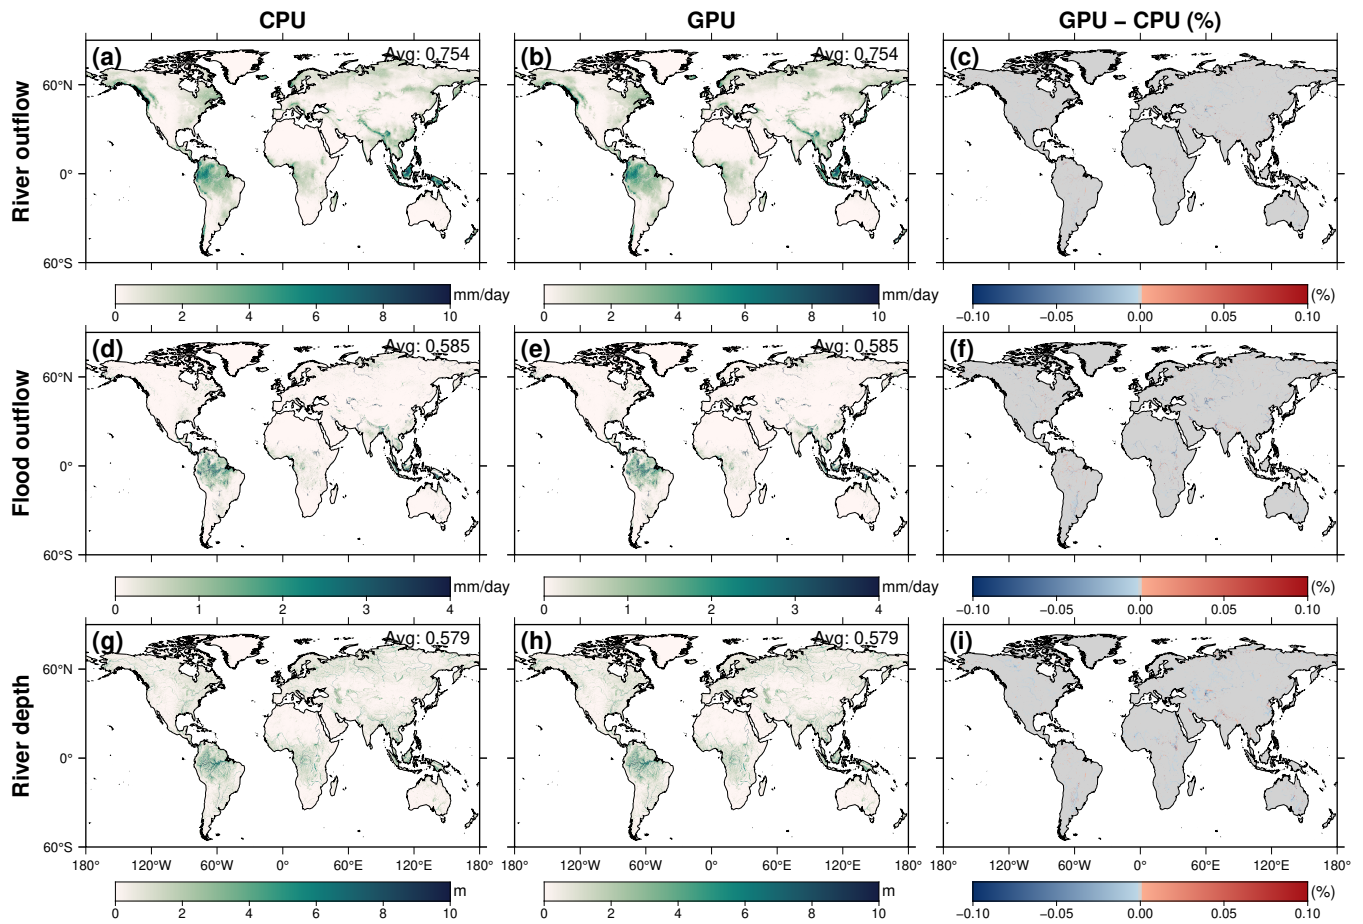 CPU GPU GPU − CPU (%)
(a) Avg: 0.754 (b) Avg: 0.754 (c)
River outflow
60°N
0°
60°S
mm/day mm/day (%)
0 2 4 6 8 10 0 2 4 6 8 10 −0.10 −0.05 0.00 0.05 0.10
(d) Avg: 0.585 (e) Avg: 0.585 (f)
Flood outflow
60°N
0°
60°S
mm/day mm/day (%)
0 1 2 3 4 0 1 2 3 4 −0.10 −0.05 0.00 0.05 0.10
(g) Avg: 0.579 (h) Avg: 0.579 (i)
River depth
60°N
0°
60°S
180° 120°W 60°W 0° 60°E 120°E 180° 120°W 60°W 0° 60°E 120°E 180° 180° 120°W 60°W 0° 60°E 120°E 180°
m m (%)
0 2 4 6 8 10 0 2 4 6 8 10 −0.10 −0.05 0.00 0.05 0.10